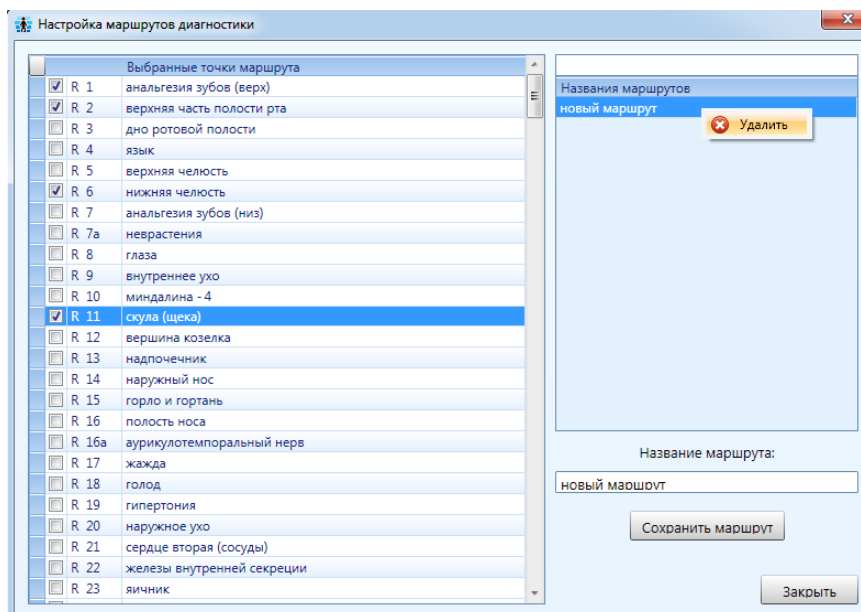 Настройка маршрутов диагностики
Выбранные точки маршрута
R 1 анальгезия зубов (верх)
R 2 верхняя часть полости рта
R 3 дно ротовой полости
R 4 язык
R 5 верхняя челюсть
R 6 нижняя челюсть
R 7 анальгезия зубов (низ)
R 7a неврастения
R 8 глаза
R 9 внутреннее ухо
R 10 миндалина - 4
R 11 скула (щека)
R 12 вершина козелка
R 13 надпочечник
R 14 наружный нос
R 15 горло и гортань
R 16 полость носа
R 16a аурикулотемпоральный нерв
R 17 жажда
R 18 голод
R 19 гипертония
R 20 наружное ухо
R 21 сердце вторая (сосуды)
R 22 железы внутренней секреции
R 23 яичник
Названия маршрутов
новый маршрут
Удалить
Название маршрута:
новый маршрут
Сохранить маршрут
Закрыть